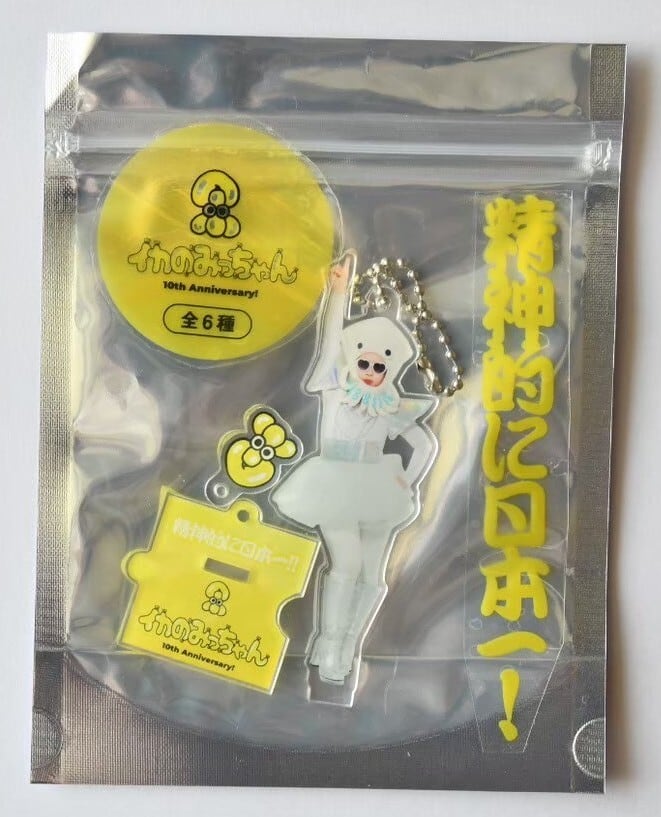 イカのみっちゃん
10th Anniversary!
全6種
精神的に日本一!
精神的に日本一!!
イカのみっちゃん
10th Anniversary!